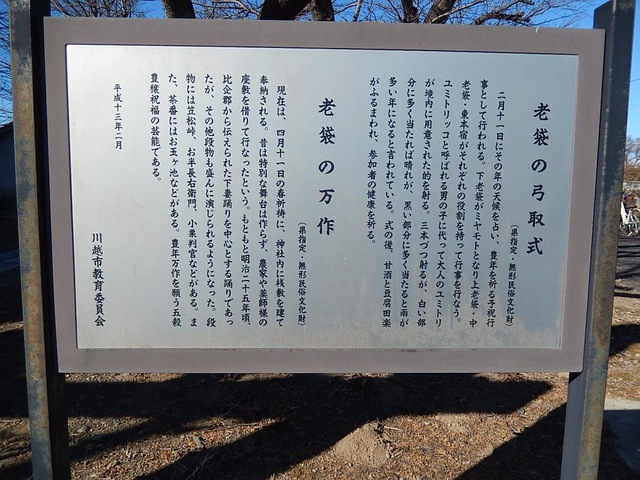 老袋の弓取式
（県指定・無形民俗文化財）
二月十一日にその年の天候を占い、豊年を祈る予祝行
事として行われる。下老袋がミヤモトとなり上老袋・中
老袋・東本宿がそれぞれの役割を持って行事を行なう。
ユミトリッコと呼ばれる男の子に代って大人のユミトリ
が境内に用意された的を射る。三本づつ射るが、白い部
分に多く当たれば晴れが、黒い部分に多く当たると雨が
多い年になると言われている。式の後、甘酒と豆腐田楽
がふるまわれ、参加者の健康を祈る。
老袋の万作
（県指定・無形民俗文化財）
現在は、四月十一日の春祈祷に、神社内に桟敷を建て
奉納される。昔は特別な舞台は作らず、農家や薬師様の
座敷を借りて行なったという。もともと明治二十五年頃、
比企郡から伝えられた下妻踊りを中心とする踊りであっ
たが、その他段物も盛んに演じられるようになった。段
物には笠松峠、お半長右衛門、小栗判官などがある。ま
た、茶番にはお玉ヶ池などがある。豊年万作を願う五穀
豊穣祝福の芸能である。
平成十三年二月
川越市教育委員会